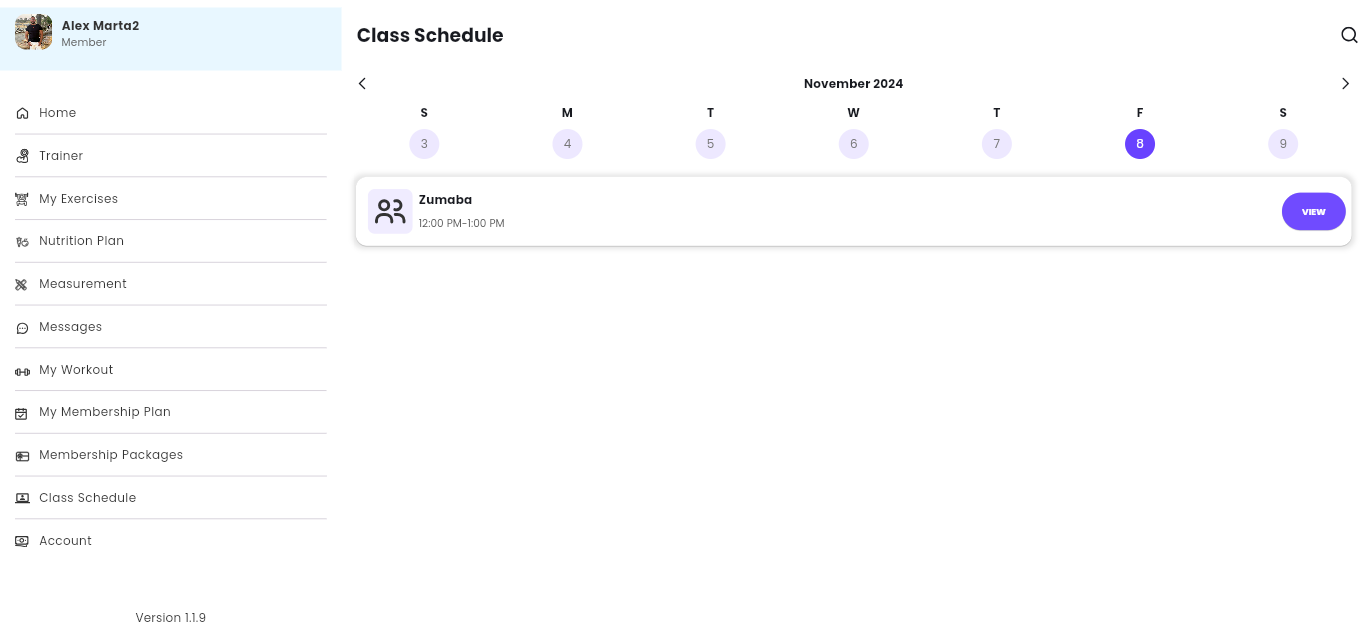 Alex Marta2
Member
Home
Trainer
My Exercises
Nutrition Plan
Measurement
Messages
My Workout
My Membership Plan
Membership Packages
Class Schedule
Account
Version 1.1.9
Class Schedule
November 2024
S M T W T F S
3 4 5 6 7 8 9
Zumaba
12:00 PM-1:00 PM
VIEW